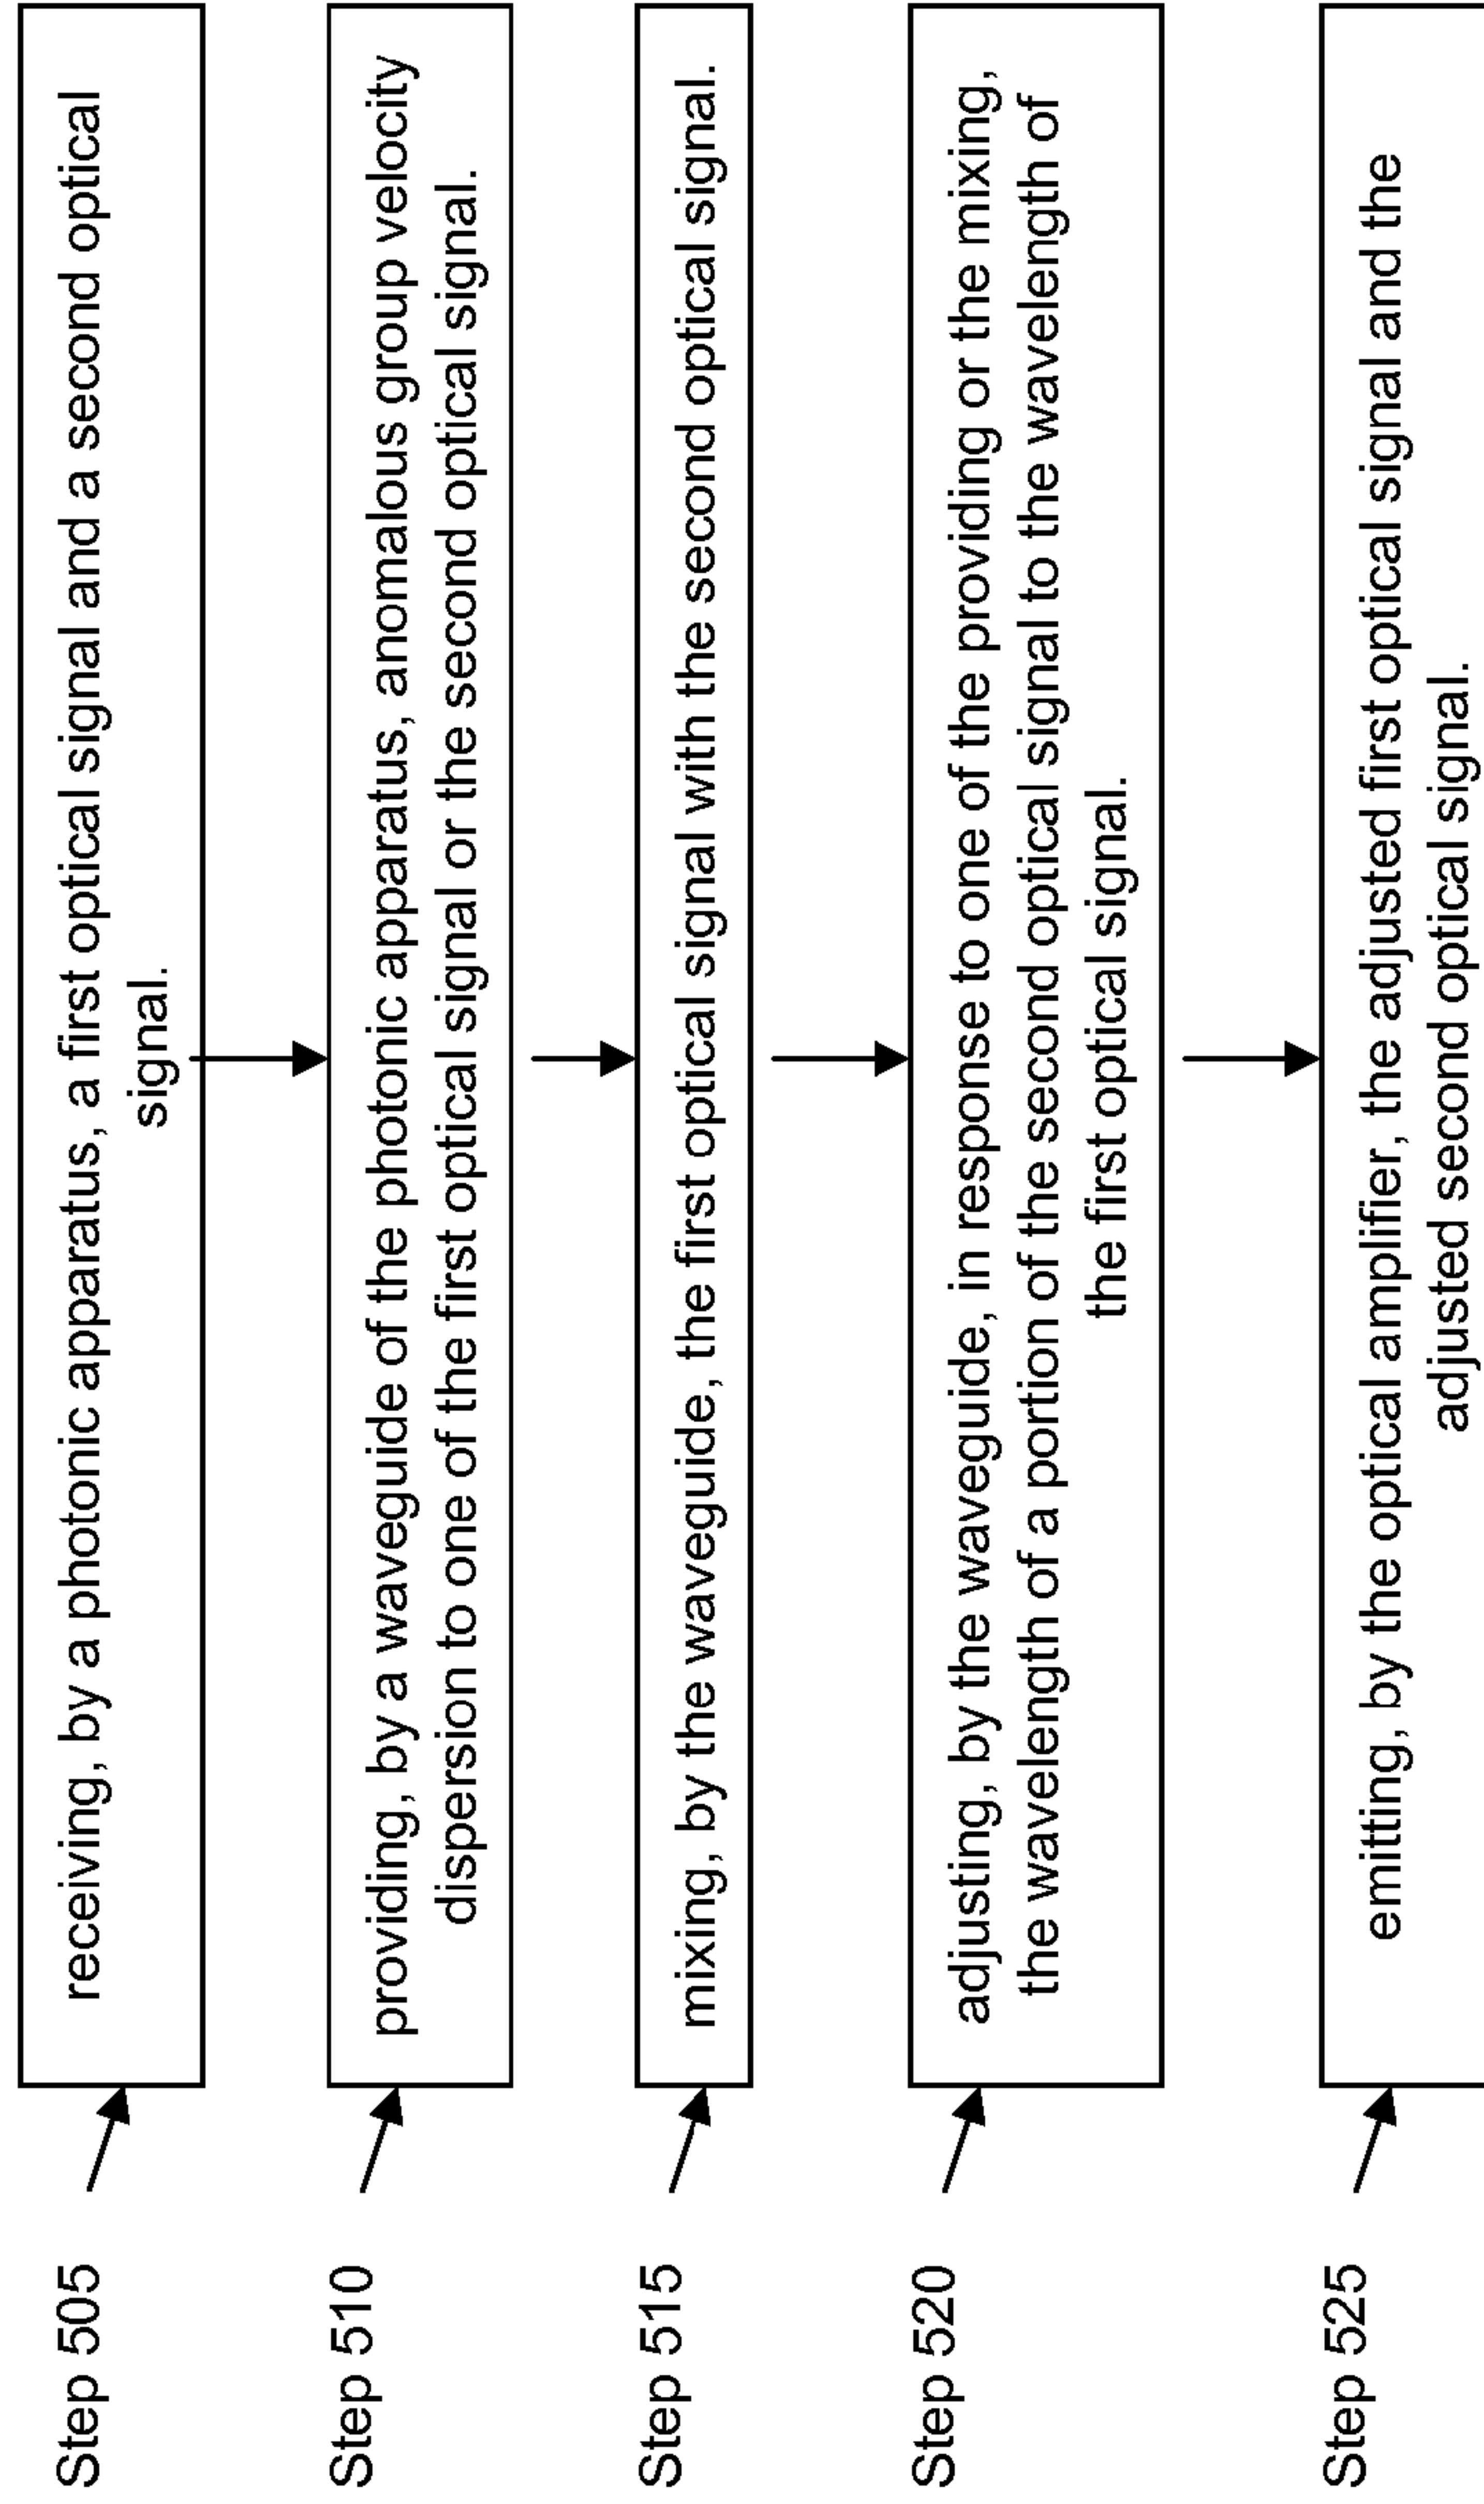 Step 505
receiving, by a photonic apparatus, a first optical signal and a second optical
signal.
Step 510
providing, by a waveguide of the photonic apparatus, anomalous group velocity
dispersion to one of the first optical signal or the second optical signal.
Step 515
mixing, by the waveguide, the first optical signal with the second optical signal.
Step 520
adjusting, by the waveguide, in response to one of the providing or the mixing,
the wavelength of a portion of the second optical signal to the wavelength of
the first optical signal.
Step 525
emitting, by the optical amplifier, the adjusted first optical signal and the
adjusted second optical signal.